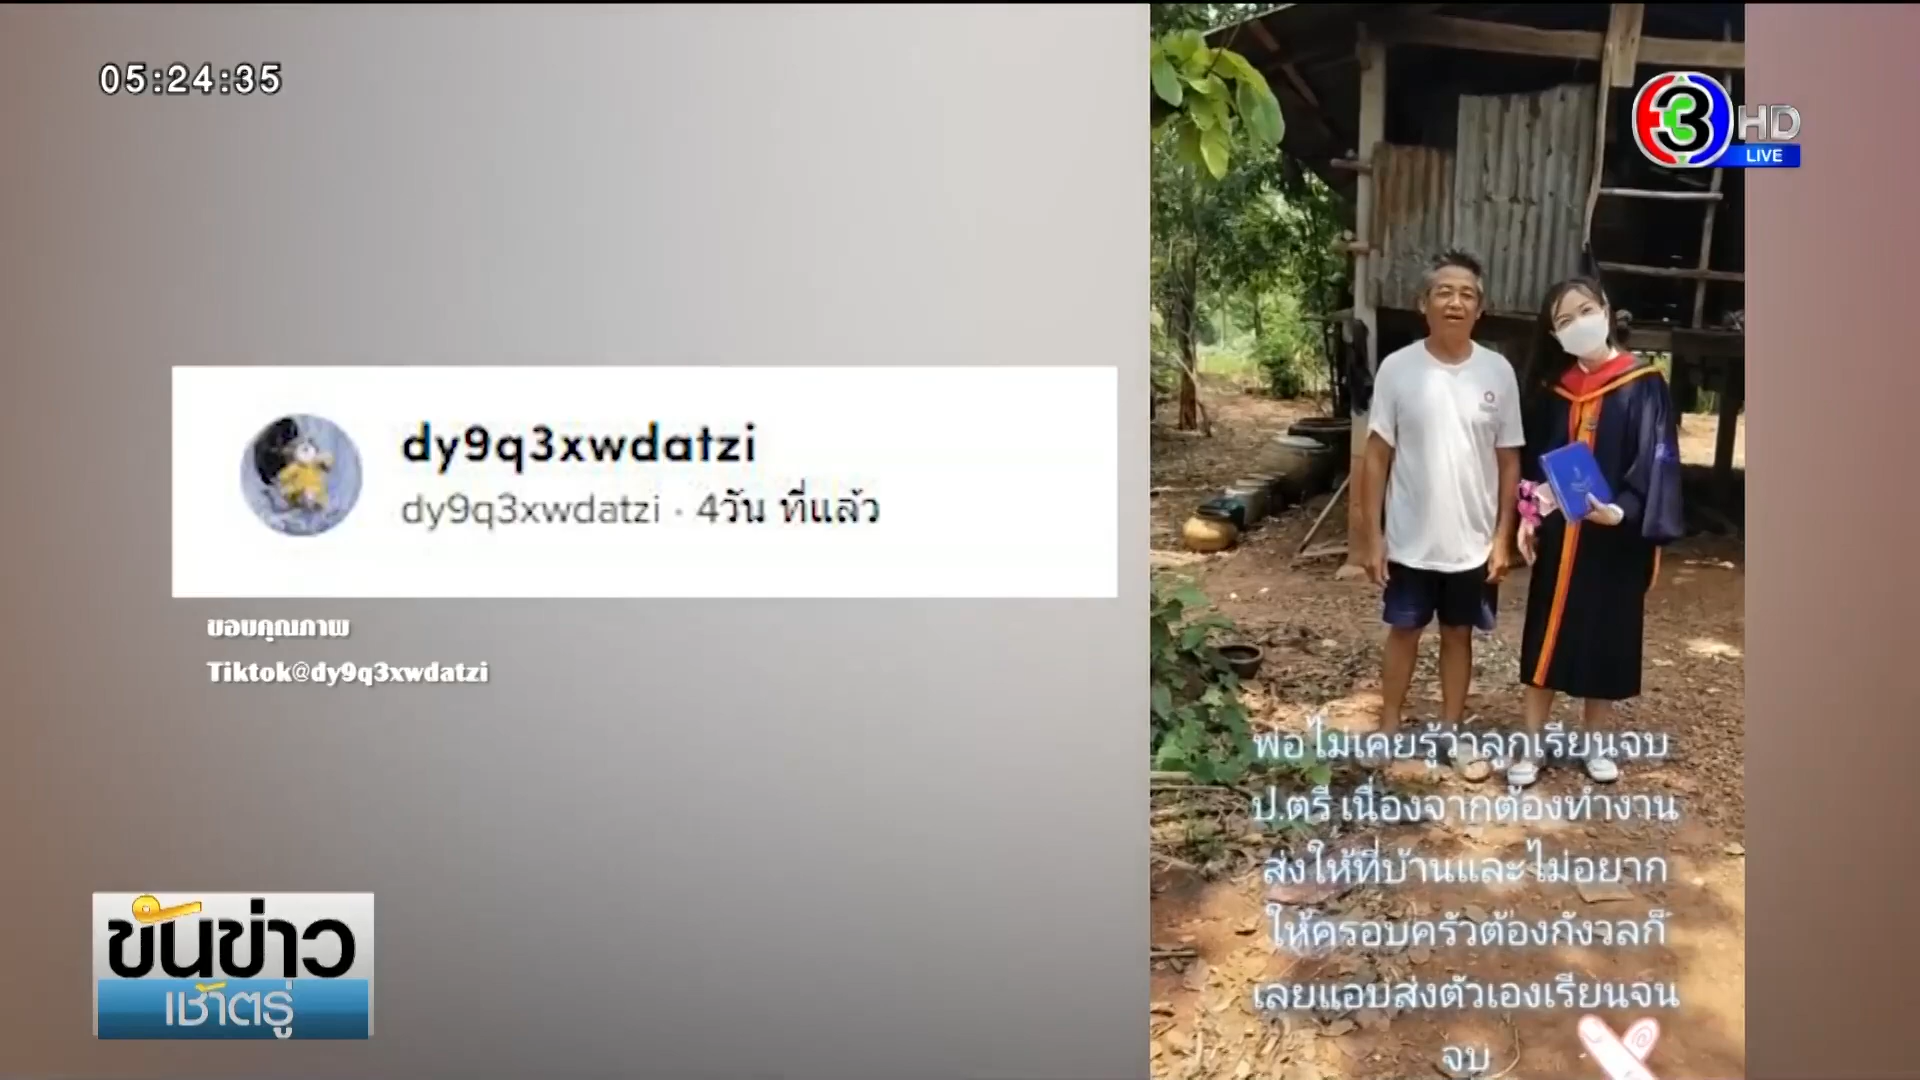 05:24:35
3 HD
LIVE
dy9q3xwdatzi
dy9q3xwdatzi · 4วัน ที่แล้ว
ขอบคุณภาพ
Tiktok@dy9q3xwdatzi
พ่อไม่เคยรู้ว่าลูกเรียนจบ
ป.ตรี เนื่องจากต้องทำงาน
ส่งให้ที่บ้านและไม่อยาก
ให้ครอบครัวต้องกังวลก็
เลยแอบส่งตัวเองเรียนจน
จบ
ขันข่าว
เช้าตรู่